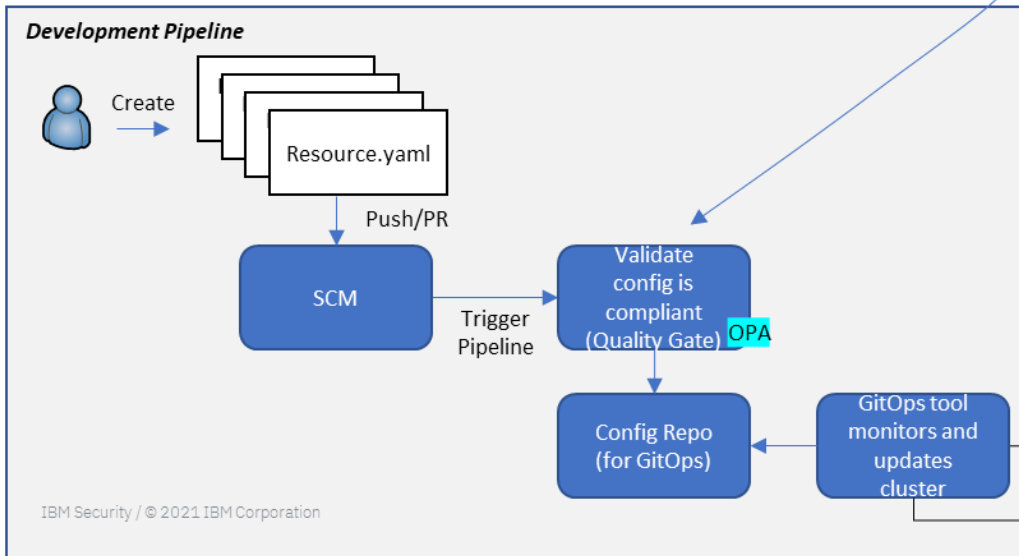 Development Pipeline
Create
Resource.yaml
Push/PR
SCM
Trigger
Pipeline
Validate
config is
compliant
(Quality Gate)
OPA
Config Repo
(for GitOps)
GitOps tool
monitors and
updates
cluster
IBM Security / © 2021 IBM Corporation